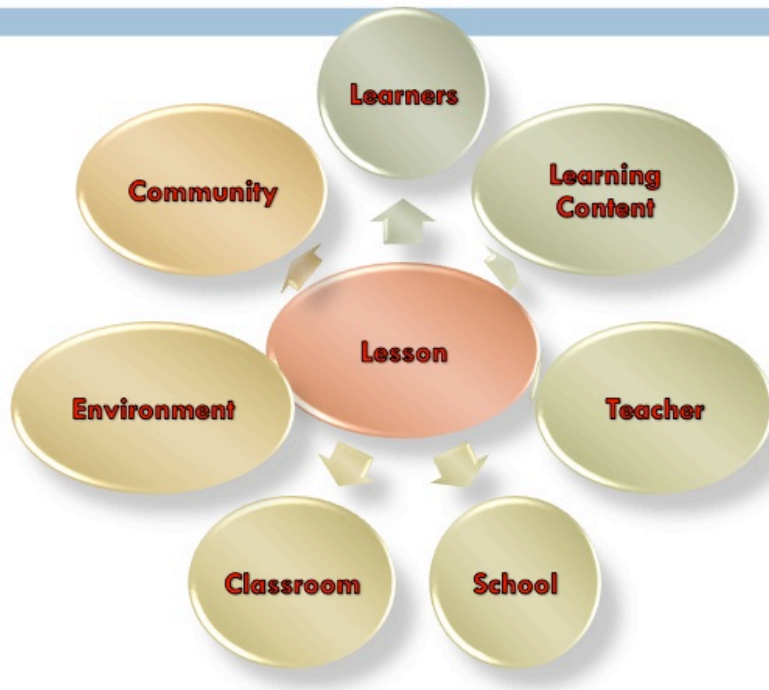 Learners
Learning
Content
Teacher
School
Classroom
Environment
Community
Lesson